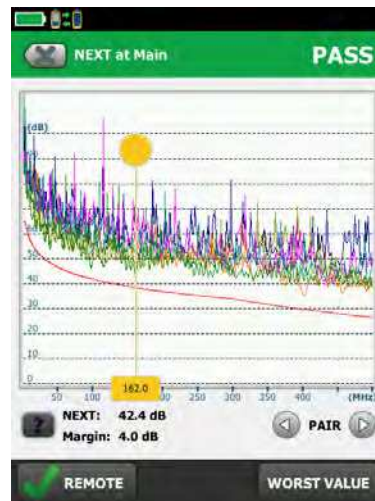 NEXT at Main
PASS
(dB)
60
50
40
30
20
10
0
50 100 162.0 200 250 300 350 (MHz)
NEXT: 42.4 dB
Margin: 4.0 dB
? PAIR
REMOTE
WORST VALUE